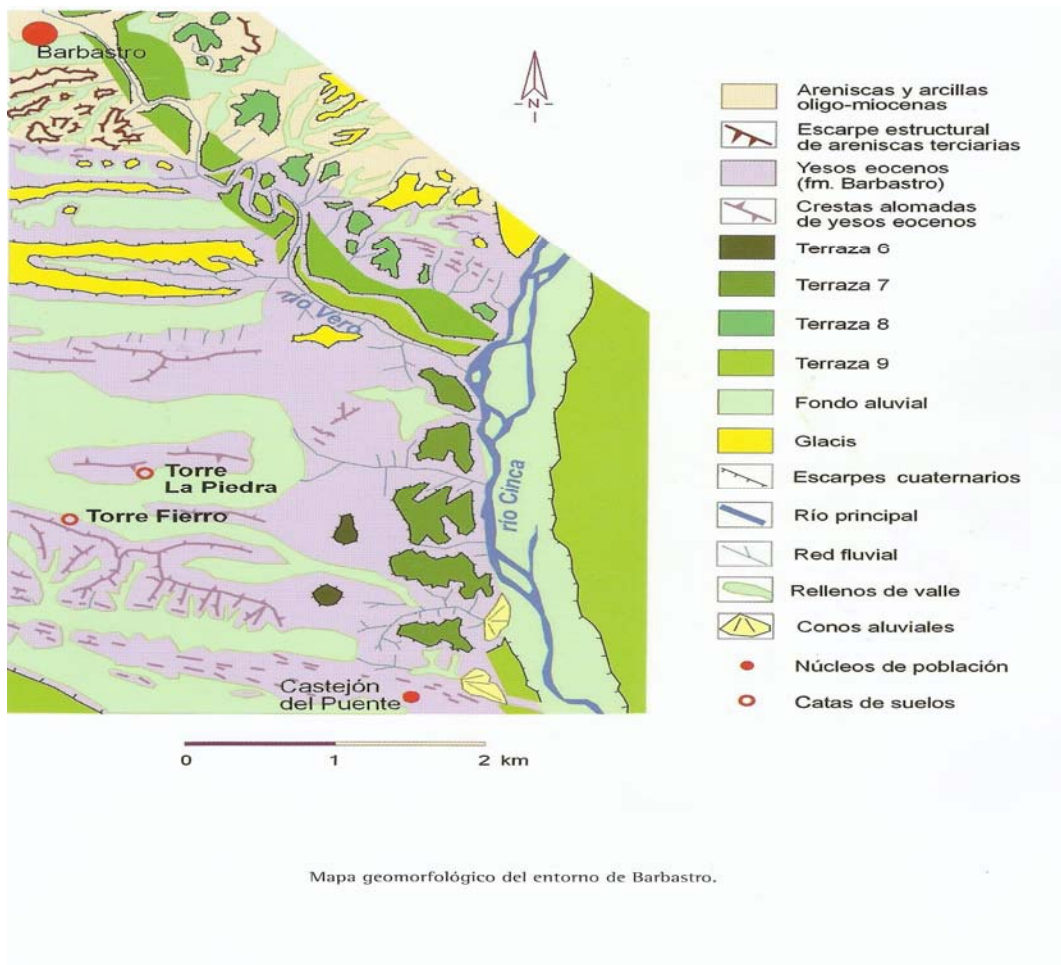 Barbastro
N
río Vero
río Cinca
Torre
La Piedra
Torre Fierro
Castejón
del Puente
0 1 2 km
Areniscas y arcillas
oligo-miocenas
Escarpe estructural
de areniscas terciarias
Yesos eocenos
(fm. Barbastro)
Crestas alomadas
de yesos eocenos
Terraza 6
Terraza 7
Terraza 8
Terraza 9
Fondo aluvial
Glacis
Escarpes cuaternarios
Río principal
Red fluvial
Rellenos de valle
Conos aluviales
Núcleos de población
Catas de suelos
Mapa geomorfológico del entorno de Barbastro.